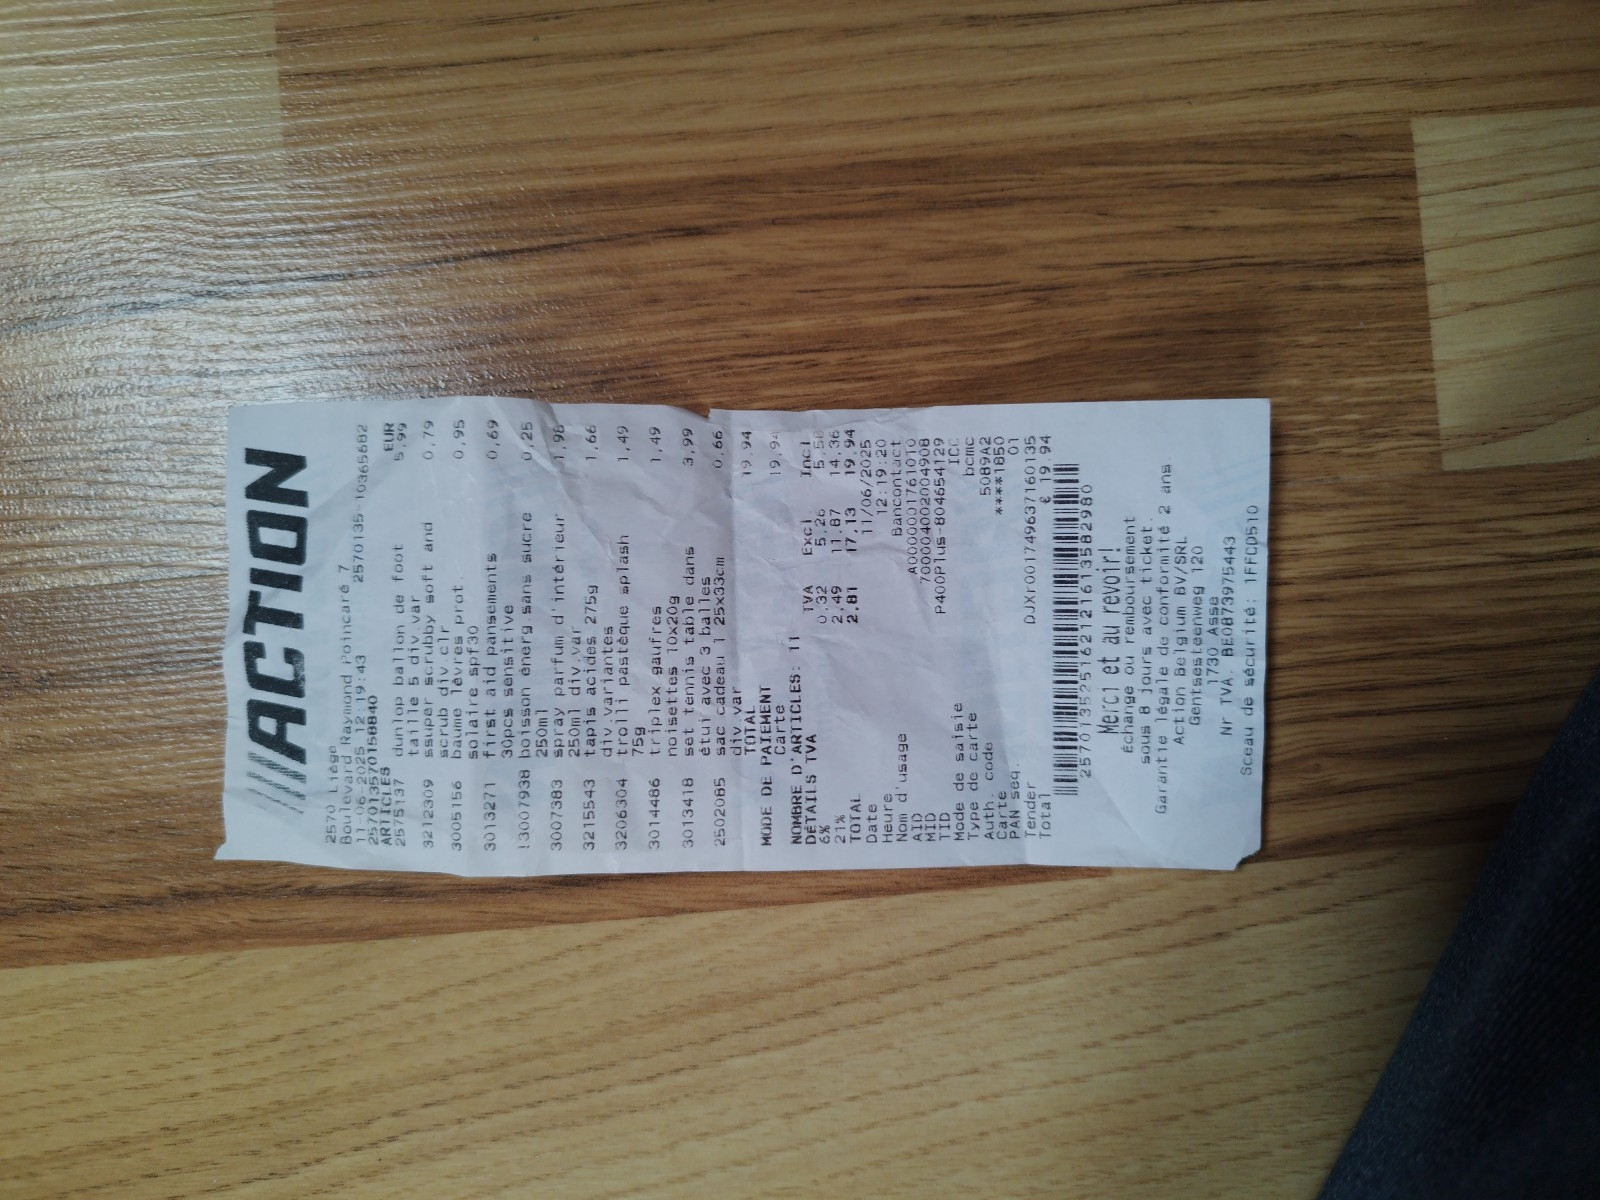 ACTION
2570 Liège
Boulevard Raymond Poincaré 7
11-06-2025 12:19:43 2570135-10365682
257013570158840
ARTICLES EUR
2575137 dunlop ballon de foot 5,99
taille 5 div.var
3212309 ssuper scrubby soft and 0,79
scrub div.clr
3005156 baume lèvres prot. 0,95
solaire spf30
3013271 first aid pansements 0,69
30pcs sensitive
!3007938 boisson énerg.sans sucre 0,25
250ml
3007383 spray parfum d'intérieur 1,98
250ml div.var
3215543 tapis acides 275g 1,66
div.variantes
3206304 trolli pastèque splash 1,49
75g
3014486 triplex gaufres 1,49
noisettes 10x20g
3013418 set tennis table dans 3,99
étui avec 3 balles
2502085 sac cadeau l 25x33cm 0,66
div.var
TOTAL 19,94
MODE DE PAIEMENT
Carte 19,94
NOMBRE D'ARTICLES: 11
DÉTAILS TVA TVA Excl Incl
6% 0,32 5,26 5,58
21% 2,49 11,87 14,36
TOTAL 2,81 17,13 19,94
Date 11/06/2025
Heure 12:19:20
Nom d'usage Bancontact
AID A0000001761010
MID 700004002004908
TID P400Plus-804654129
Mode de saisie ICC
Type de carte bcmc
Auth. code 5089A2
Carte ****1850
PAN seq. 01
Tender DJXr001749637160135
Total € 19.94
2570135251621216135829​80
Merci et au revoir!
Échange ou remboursement
sous 8 jours avec ticket.
Garantie légale de conformité 2 ans
Action Belgium BV/SRL
Gentsesteenweg 120
1730 Asse
Nr TVA. BE0873975443
Sceau de sécurité: 1FFCD510